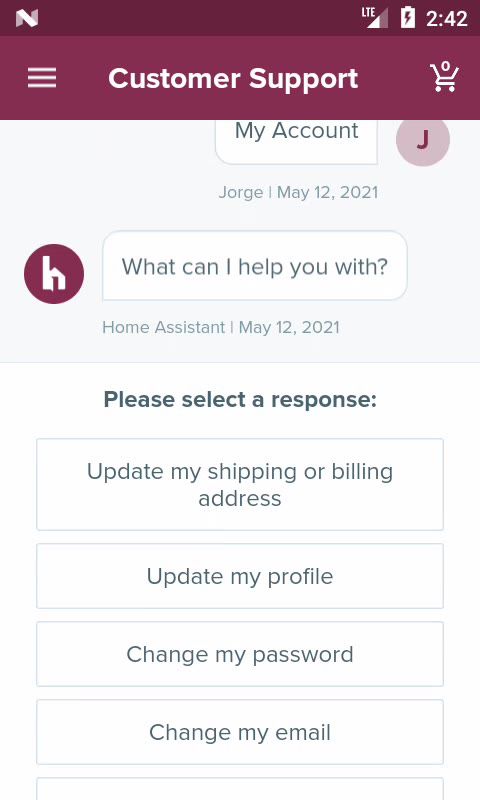 LTE
2:42
Customer Support
0
My Account
J
Jorge | May 12, 2021
h
What can I help you with?
Home Assistant | May 12, 2021
Please select a response:
Update my shipping or billing
address
Update my profile
Change my password
Change my email